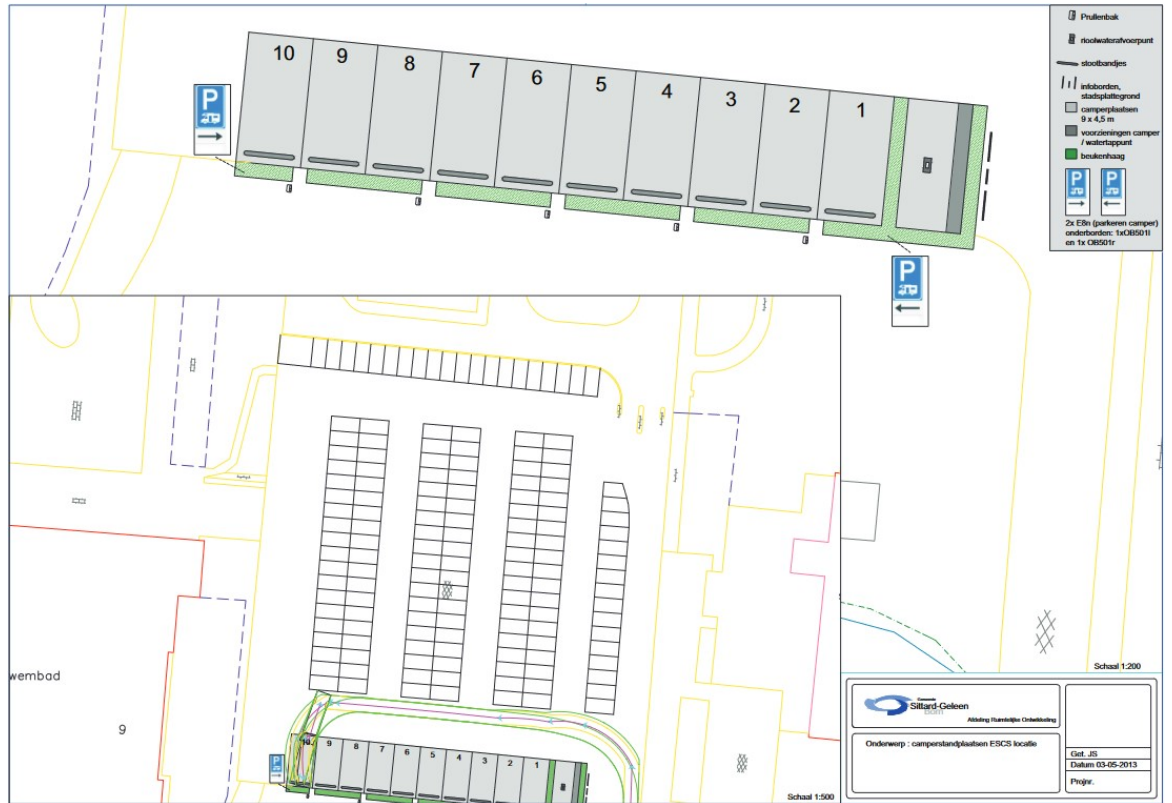 10
9
8
7
6
5
4
3
2
1
P
P
Prullenbak
rioolwaterafvoerpunt
stootbandjes
infoborden,
stadsplattegrond
camperplaatsen
9 x 4,5 m
voorzieningen camper
/ watertappunt
beukenhaag
P P
2x E8n (parkeren camper)
onderborden: 1xOB501l
en 1x OB501r
wembad
9
P
10
9
8
7
6
5
4
3
2
1
Schaal 1:500
Schaal 1:200
Gemeente
Sittard-Geleen
Born
Afdeling Ruimtelijke Ontwikkeling
Onderwerp : camperstandplaatsen ESCS locatie
Get. JS
Datum 03-05-2013
Projnr.